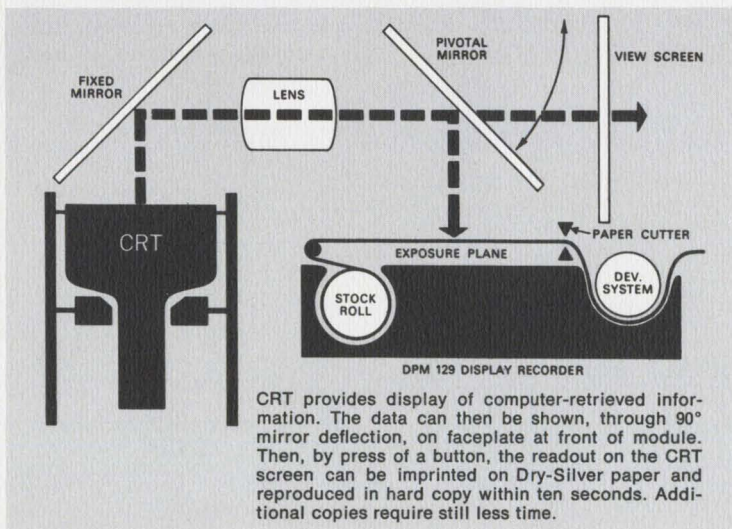 PIVOTAL
MIRROR
VIEW SCREEN
FIXED
MIRROR
LENS
CRT
PAPER CUTTER
EXPOSURE PLANE
STOCK
ROLL
DEV.
SYSTEM
DPM 129 DISPLAY RECORDER
CRT provides display of computer-retrieved infor-
mation. The data can then be shown, through 90°
mirror deflection, on faceplate at front of module.
Then, by press of a button, the readout on the CRT
screen can be imprinted on Dry-Silver paper and
reproduced in hard copy within ten seconds. Addi-
tional copies require still less time.